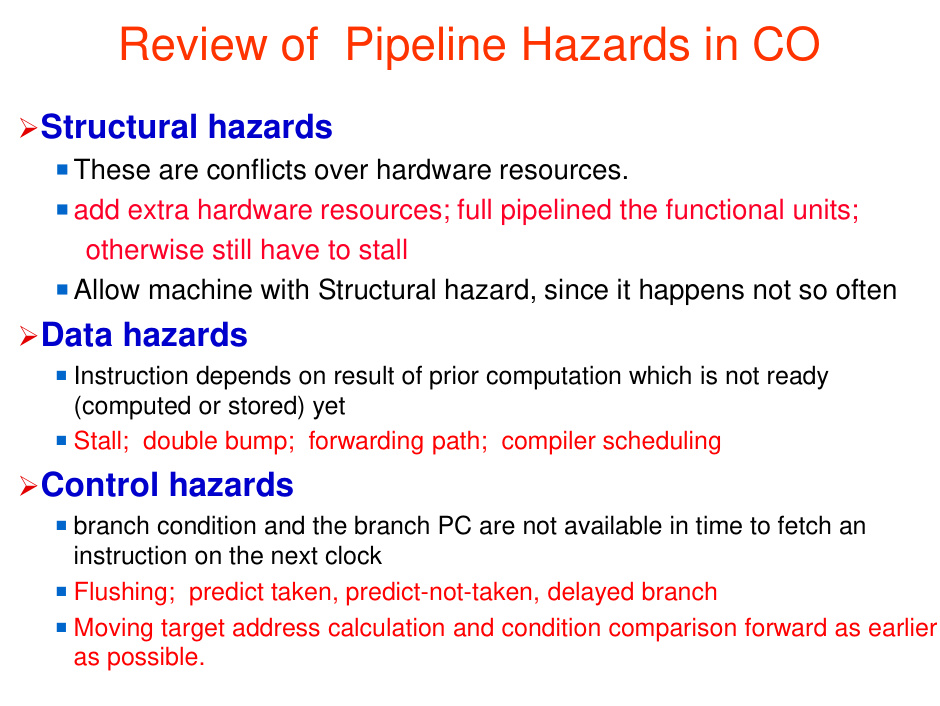 Review of Pipeline Hazards in CO
Structural hazards
These are conflicts over hardware resources.
add extra hardware resources; full pipelined the functional units;
otherwise still have to stall
Allow machine with Structural hazard, since it happens not so often
Data hazards
Instruction depends on result of prior computation which is not ready
(computed or stored) yet
Stall; double bump; forwarding path; compiler scheduling
Control hazards
branch condition and the branch PC are not available in time to fetch an
instruction on the next clock
Flushing; predict taken, predict-not-taken, delayed branch
Moving target address calculation and condition comparison forward as earlier
as possible.